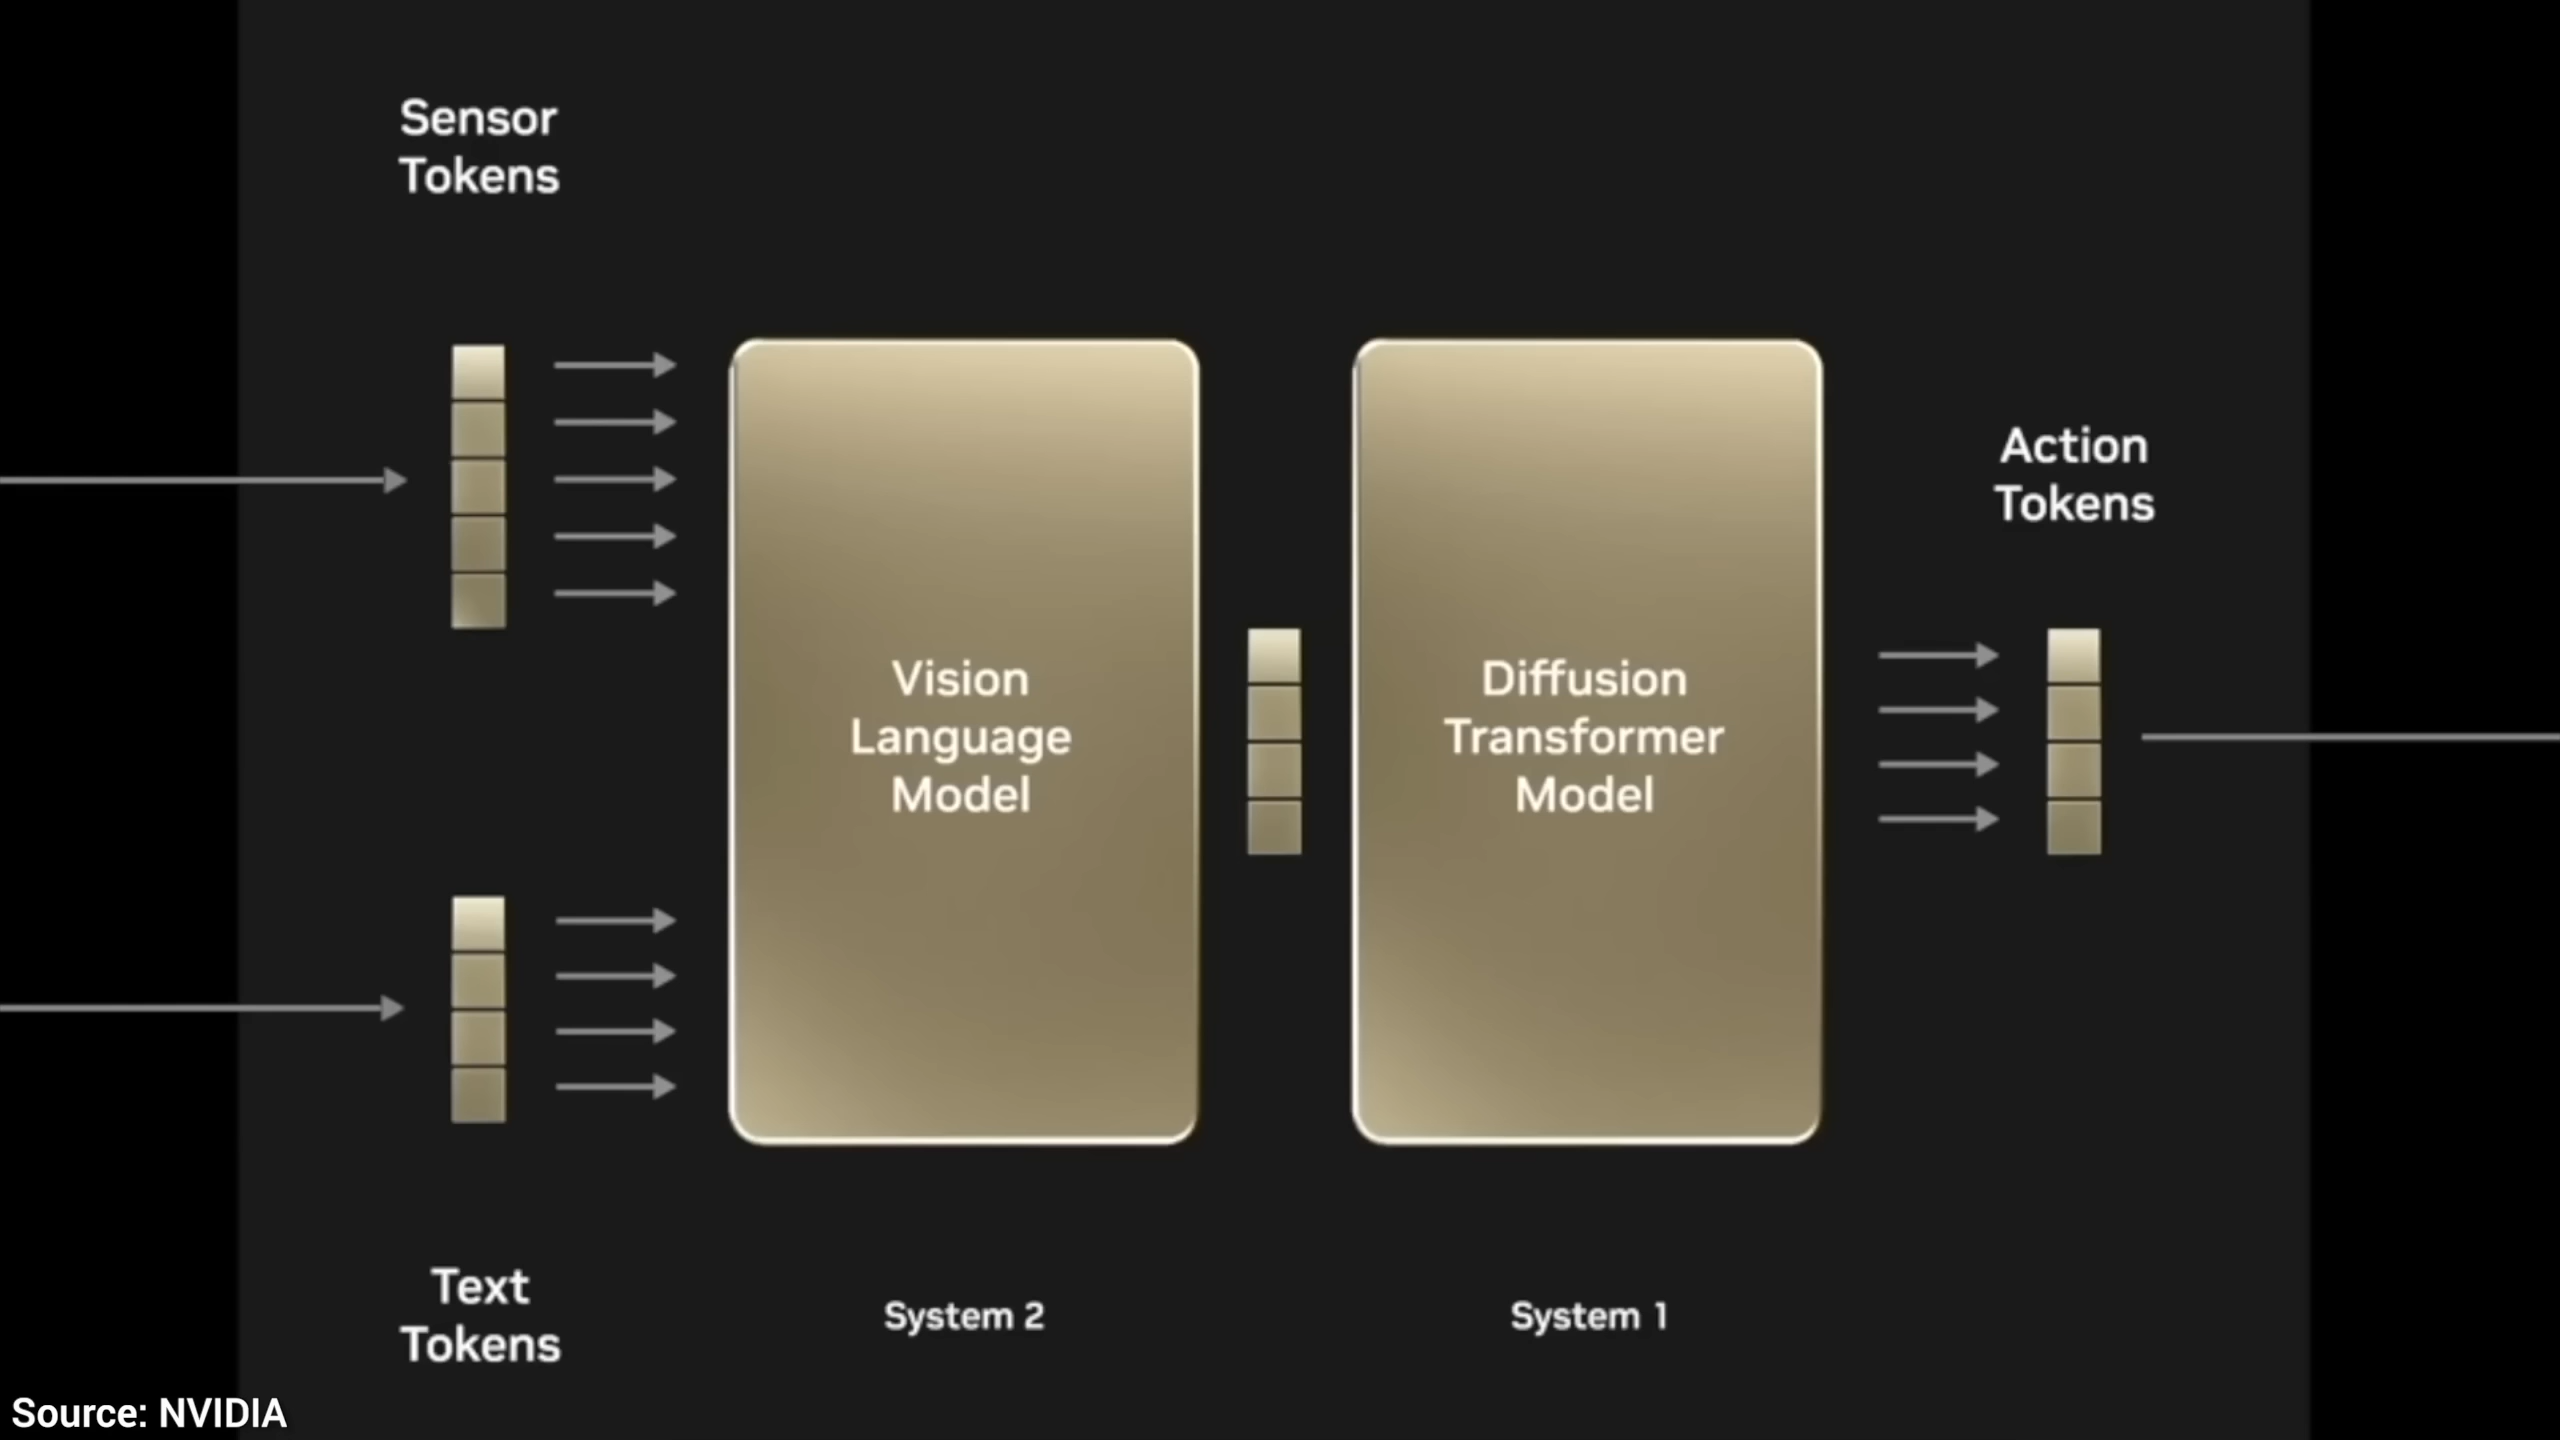 Sensor
Tokens
Action
Tokens
Vision
Language
Model
Diffusion
Transformer
Model
Text
Tokens
System 2
System 1
Source: NVIDIA